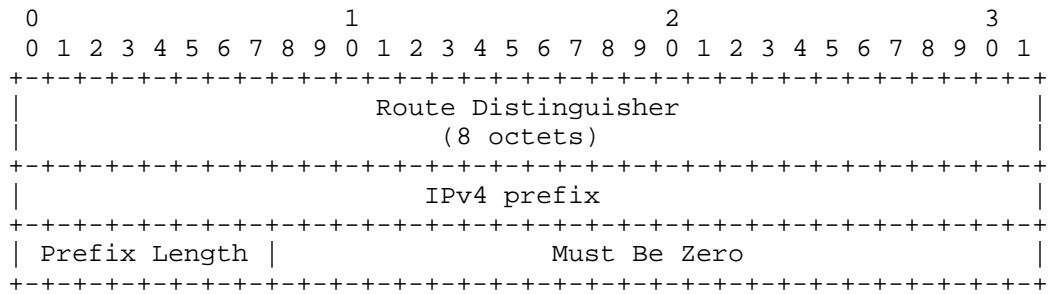 0                   1                   2                   3
 0 1 2 3 4 5 6 7 8 9 0 1 2 3 4 5 6 7 8 9 0 1 2 3 4 5 6 7 8 9 0 1
+-+-+-+-+-+-+-+-+-+-+-+-+-+-+-+-+-+-+-+-+-+-+-+-+-+-+-+-+-+-+-+-+
|                      Route Distinguisher                      |
|                          (8 octets)                           |
+-+-+-+-+-+-+-+-+-+-+-+-+-+-+-+-+-+-+-+-+-+-+-+-+-+-+-+-+-+-+-+-+
|                         IPv4 prefix                           |
+-+-+-+-+-+-+-+-+-+-+-+-+-+-+-+-+-+-+-+-+-+-+-+-+-+-+-+-+-+-+-+-+
| Prefix Length |                 Must Be Zero                  |
+-+-+-+-+-+-+-+-+-+-+-+-+-+-+-+-+-+-+-+-+-+-+-+-+-+-+-+-+-+-+-+-+